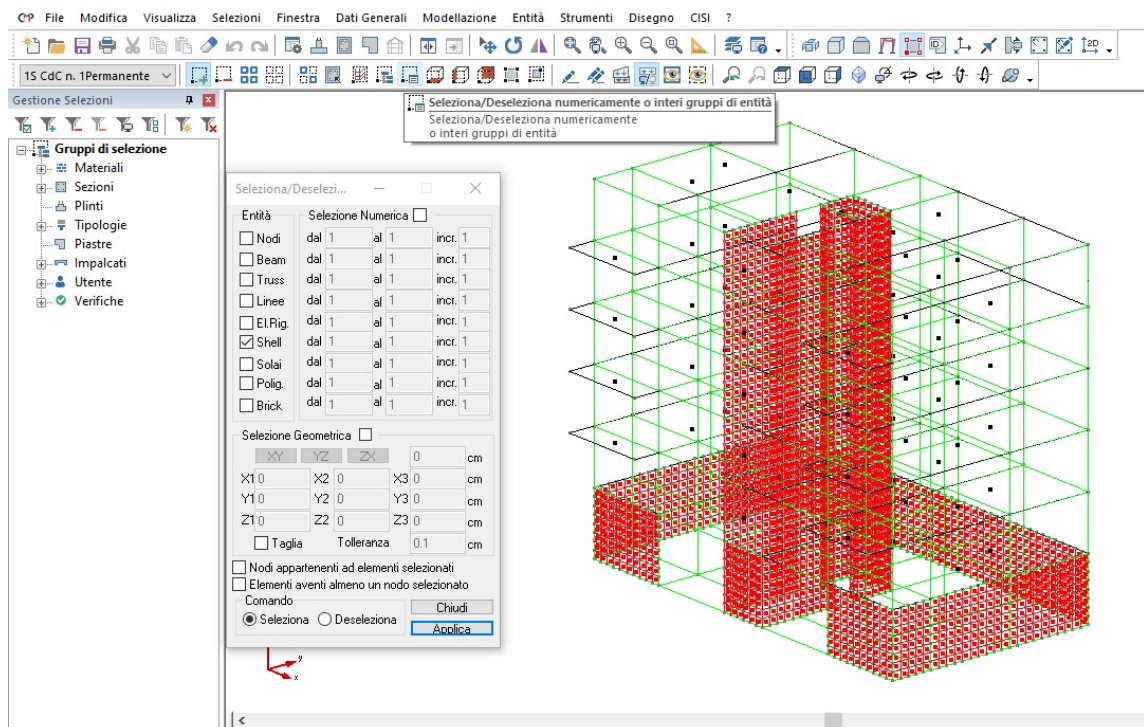 File Modifica Visualizza Selezioni Finestra Dati Generali Modellazione Entità Strumenti Disegno CISI ?
1S CdC n. 1Permanente
Gestione Selezioni
Gruppi di selezione
Materiali
Sezioni
Plinti
Tipologie
Piastre
Impalcati
Utente
Verifiche
Seleziona/Deseleziona numericamente o interi gruppi di entità
Seleziona/Deseleziona numericamente
o interi gruppi di entità
Seleziona/Deselezi...
Entità Selezione Numerica
Nodi dal 1 al 1 incr. 1
Beam dal 1 al 1 incr. 1
Truss dal 1 al 1 incr. 1
Linee dal 1 al 1 incr. 1
El.Rig. dal 1 al 1 incr. 1
Shell dal 1 al 1 incr. 1
Solai dal 1 al 1 incr. 1
Polig. dal 1 al 1 incr. 1
Brick dal 1 al 1 incr. 1
Selezione Geometrica
XY YZ ZX 0 cm
X1 0 X2 0 X3 0 cm
Y1 0 Y2 0 Y3 0 cm
Z1 0 Z2 0 Z3 0 cm
Taglia Tolleranza 0.1 cm
Nodi appartenenti ad elementi selezionati
Elementi aventi almeno un nodo selezionato
Comando
Seleziona Deseleziona
Chiudi
Applica
y
x